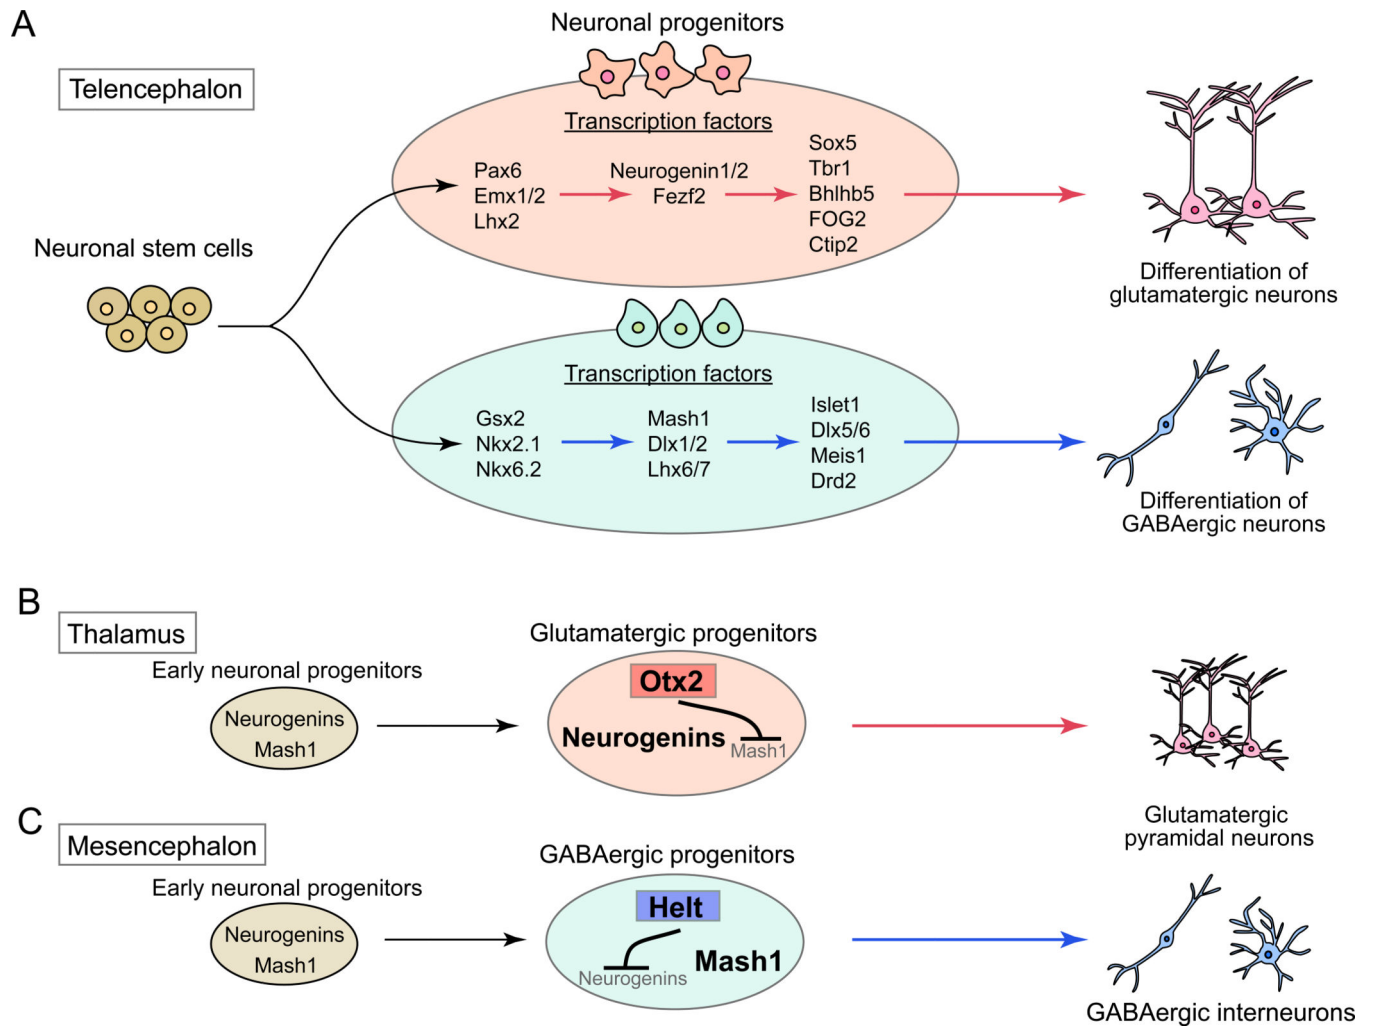 A
Telencephalon
Neuronal progenitors
Transcription factors
Pax6
Emx1/2
Lhx2
Neurogenin1/2
Fezf2
Sox5
Tbr1
Bhlhb5
FOG2
Ctip2
Differentiation of
glutamatergic neurons
Neuronal stem cells
Transcription factors
Gsx2
Nkx2.1
Nkx6.2
Mash1
Dlx1/2
Lhx6/7
Islet1
Dlx5/6
Meis1
Drd2
Differentiation of
GABAergic neurons
B
Thalamus
Early neuronal progenitors
Neurogenins
Mash1
Glutamatergic progenitors
Otx2
Neurogenins
Mash1
Glutamatergic
pyramidal neurons
C
Mesencephalon
Early neuronal progenitors
Neurogenins
Mash1
GABAergic progenitors
Helt
Neurogenins
Mash1
GABAergic interneurons